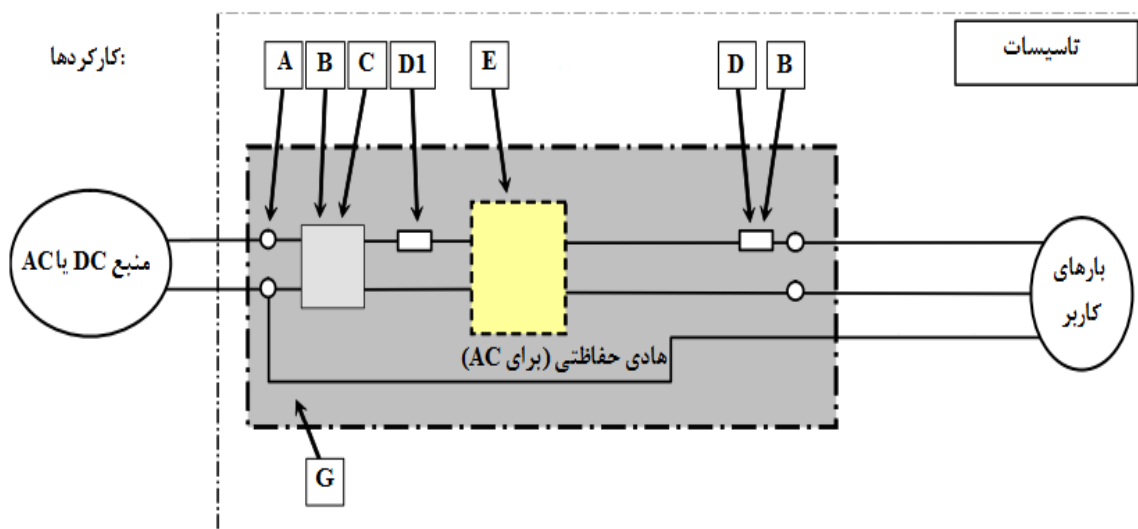 تاسیسات
کارکردها:
A B C D1 E D B
منبع DC یا AC
بارهای
کاربر
هادی حفاظتی (برای AC)
G